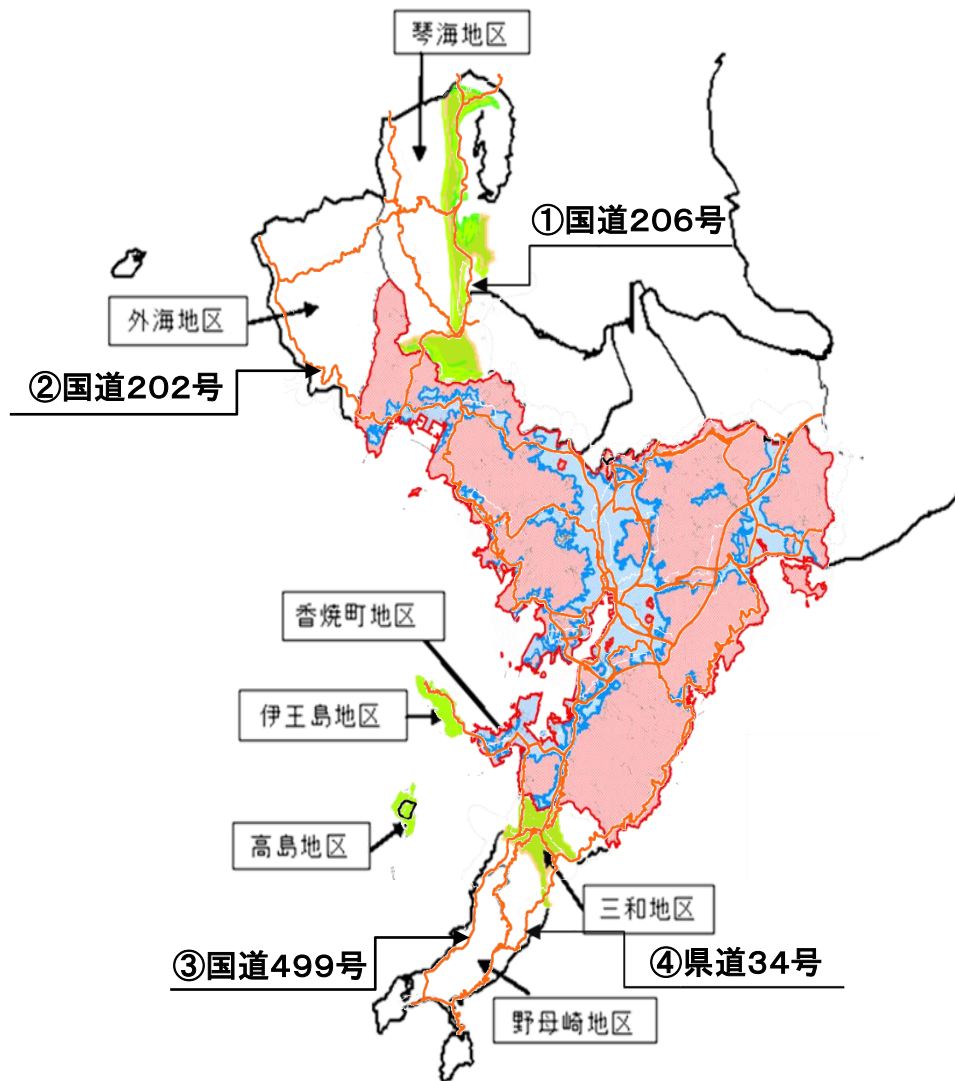 琴海地区
①国道206号
外海地区
②国道202号
香焼町地区
伊王島地区
高島地区
三和地区
③国道499号
④県道34号
野母崎地区